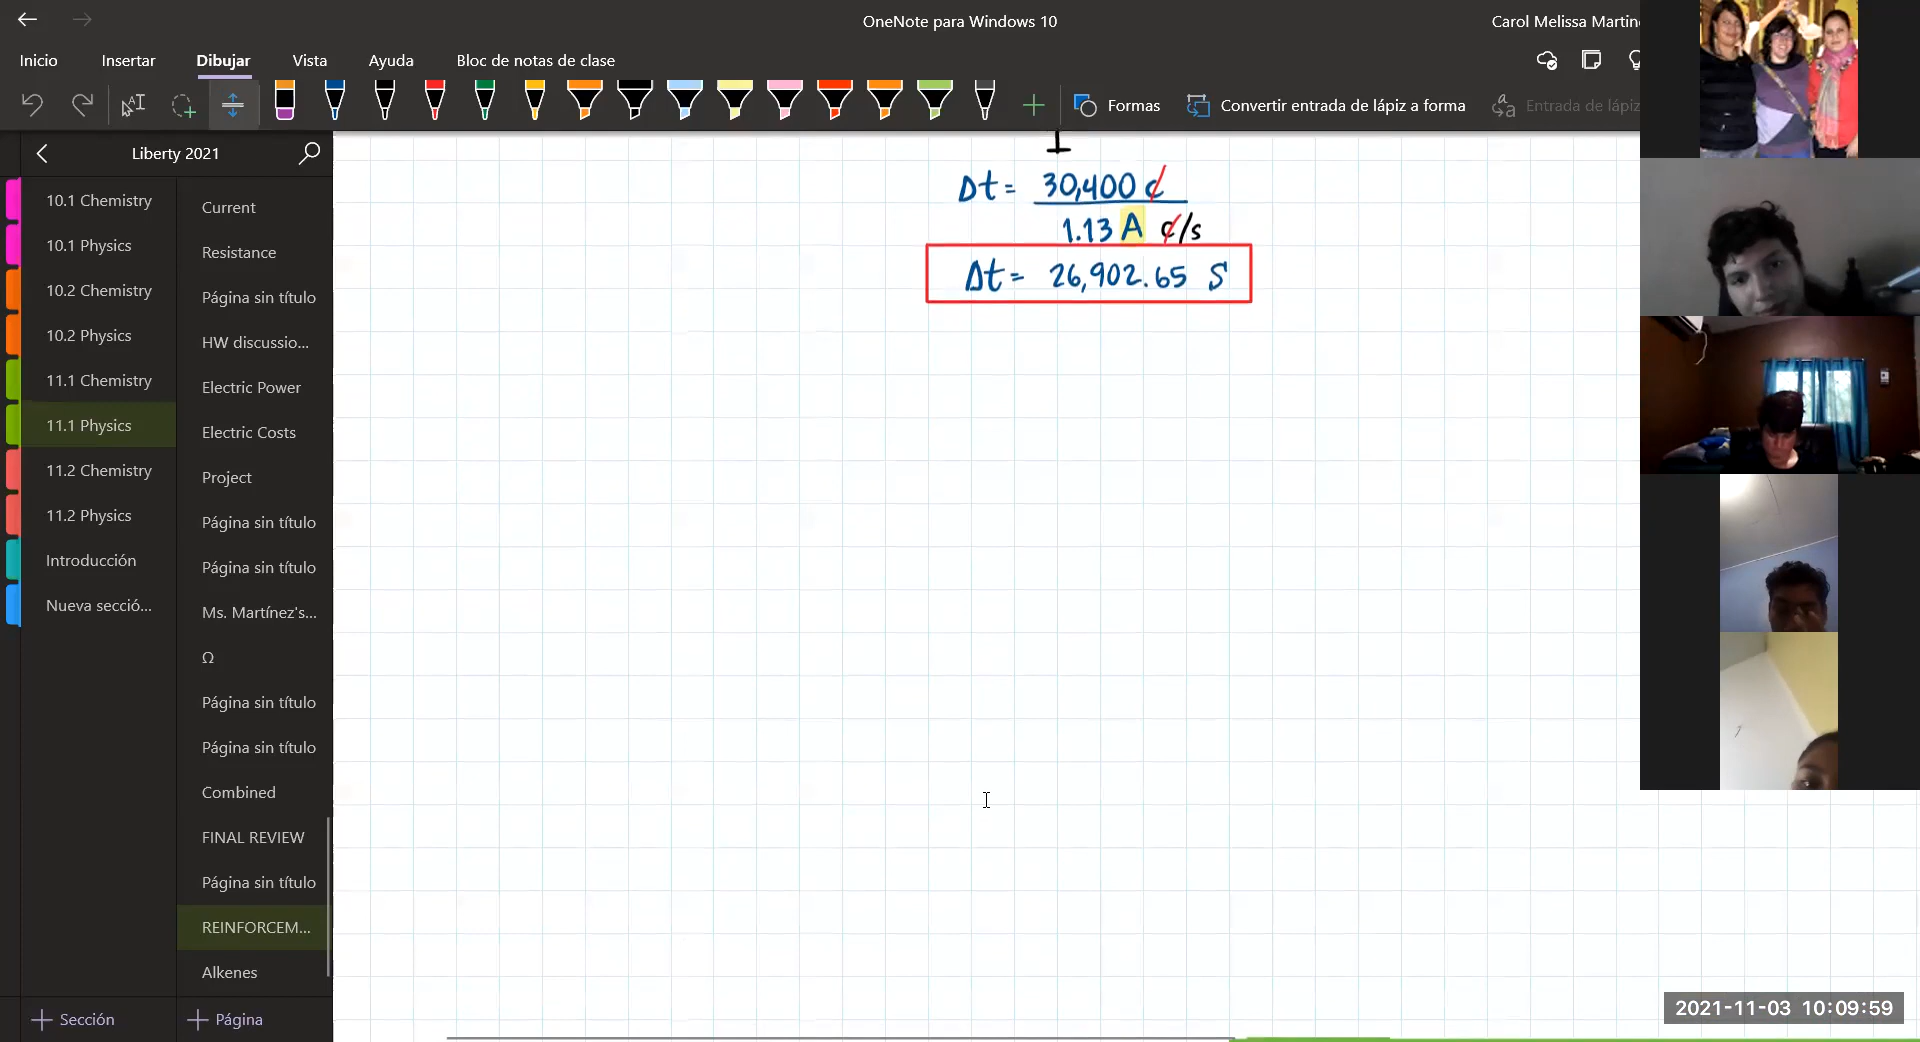 OneNote para Windows 10
Carol Melissa Martin
Inicio Insertar Dibujar Vista Ayuda Bloc de notas de clase
Formas Convertir entrada de lápiz a forma Entrada de lápiz
Liberty 2021
10.1 Chemistry
10.1 Physics
10.2 Chemistry
10.2 Physics
11.1 Chemistry
11.1 Physics
11.2 Chemistry
11.2 Physics
Introducción
Nueva secció...
Sección
Current
Resistance
Página sin título
HW discussio...
Electric Power
Electric Costs
Project
Página sin título
Página sin título
Ms. Martínez's...
Ω
Página sin título
Página sin título
Combined
FINAL REVIEW
Página sin título
REINFORCEM...
Alkenes
Página
I
Δt = 30,400 C
1.13 A C/s
Δt = 26,902.65 S
2021-11-03 10:09:59